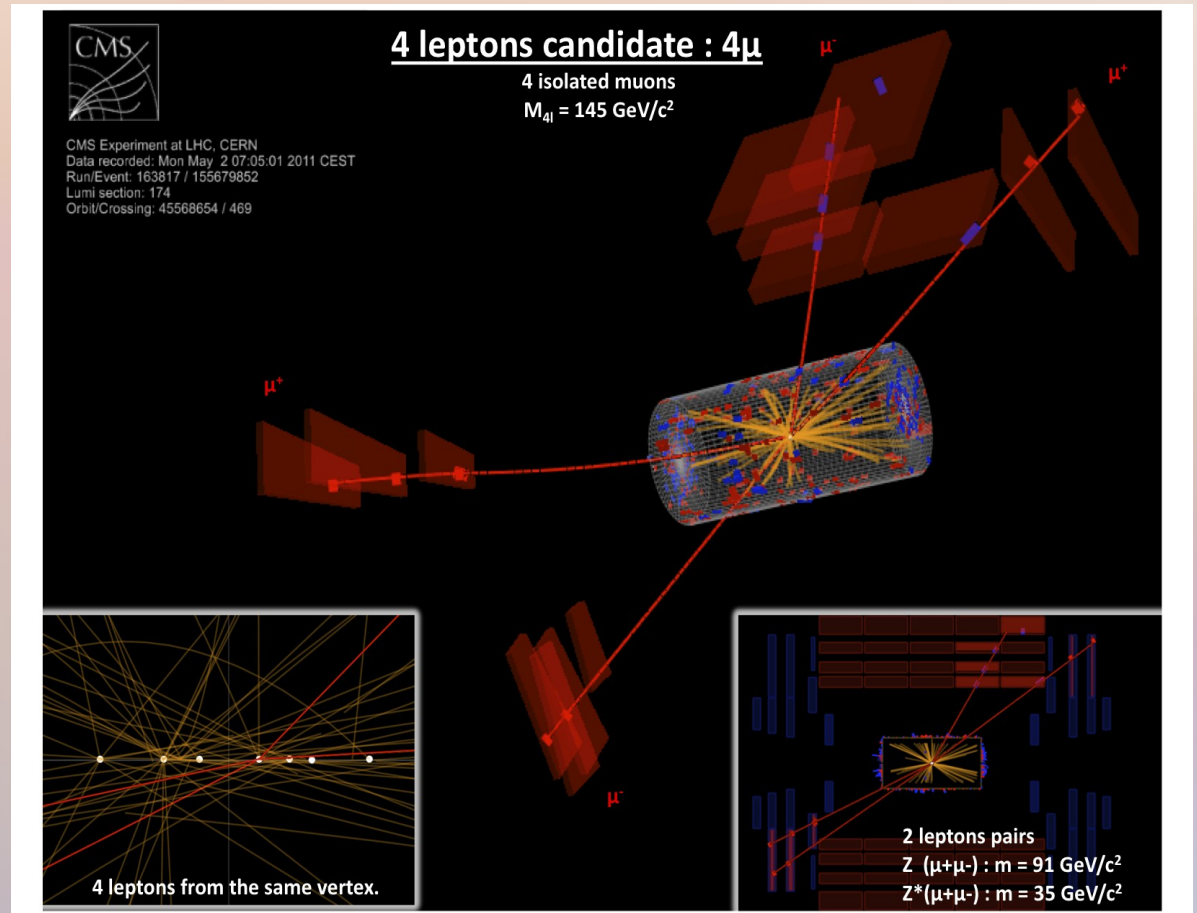 CMS
4 leptons candidate : 4μ
4 isolated muons
M4l = 145 GeV/c²
CMS Experiment at LHC, CERN
Data recorded: Mon May 2 07:05:01 2011 CEST
Run/Event: 163817 / 155679852
Lumi section: 174
Orbit/Crossing: 45568654 / 469
μ-
μ+
μ+
μ-
4 leptons from the same vertex.
2 leptons pairs
Z (μ+μ-) : m = 91 GeV/c²
Z*(μ+μ-) : m = 35 GeV/c²